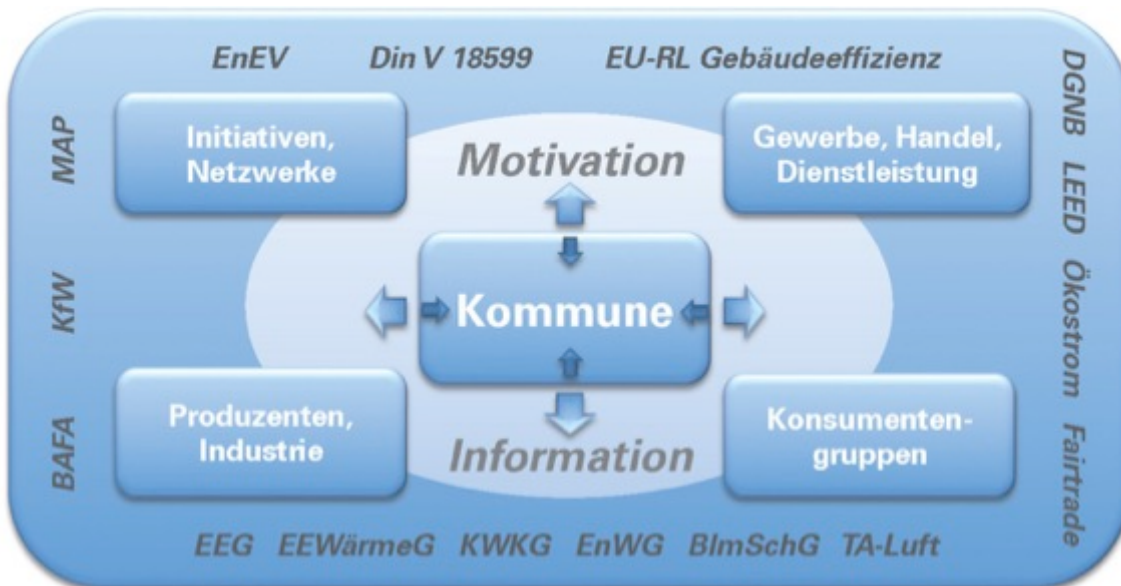 EnEV Din V 18599 EU-RL Gebäudeeffizienz
MAP
KfW
BAFA
Initiativen,
Netzwerke
Motivation
Gewerbe, Handel,
Dienstleistung
Kommune
Produzenten,
Industrie
Information
Konsumenten-
gruppen
DGNB LEED Ökostrom Fairtrade
EEG EEWärmeG KWKG EnWG BImSchG TA-Luft